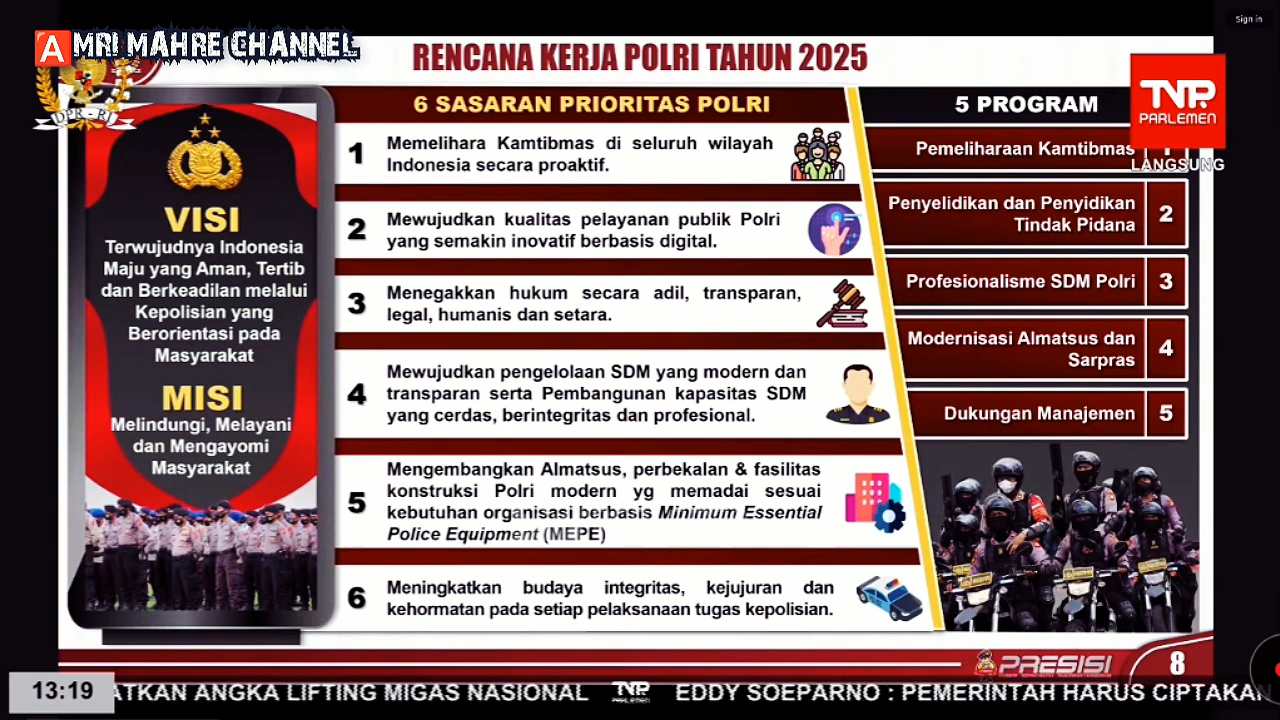 Sign in
A MRI MAHRE CHANNEL
RENCANA KERJA POLRI TAHUN 2025
DPR-RI
TVP.
PARLEMEN
LANGSUNG
VISI
Terwujudnya Indonesia
Maju yang Aman, Tertib
dan Berkeadilan melalui
Kepolisian yang
Berorientasi pada
Masyarakat
MISI
Melindungi, Melayani
dan Mengayomi
Masyarakat
6 SASARAN PRIORITAS POLRI
1
Memelihara Kamtibmas di seluruh wilayah
Indonesia secara proaktif.
2
Mewujudkan kualitas pelayanan publik Polri
yang semakin inovatif berbasis digital.
3
Menegakkan hukum secara adil, transparan,
legal, humanis dan setara.
4
Mewujudkan pengelolaan SDM yang modern dan
transparan serta Pembangunan kapasitas SDM
yang cerdas, berintegritas dan profesional.
5
Mengembangkan Almatsus, perbekalan & fasilitas
konstruksi Polri modern yg memadai sesuai
kebutuhan organisasi berbasis Minimum Essential
Police Equipment (MEPE)
6
Meningkatkan budaya integritas, kejujuran dan
kehormatan pada setiap pelaksanaan tugas kepolisian.
5 PROGRAM
Pemeliharaan Kamtibmas
Penyelidikan dan Penyidikan
Tindak Pidana
2
Profesionalisme SDM Polri 3
Modernisasi Almatsus dan
Sarpras
4
Dukungan Manajemen 5
PRESISI
8
13:19
ATKAN ANGKA LIFTING MIGAS NASIONAL TVP. PARLEMEN EDDY SOEPARNO : PEMERINTAH HARUS CIPTAKAN